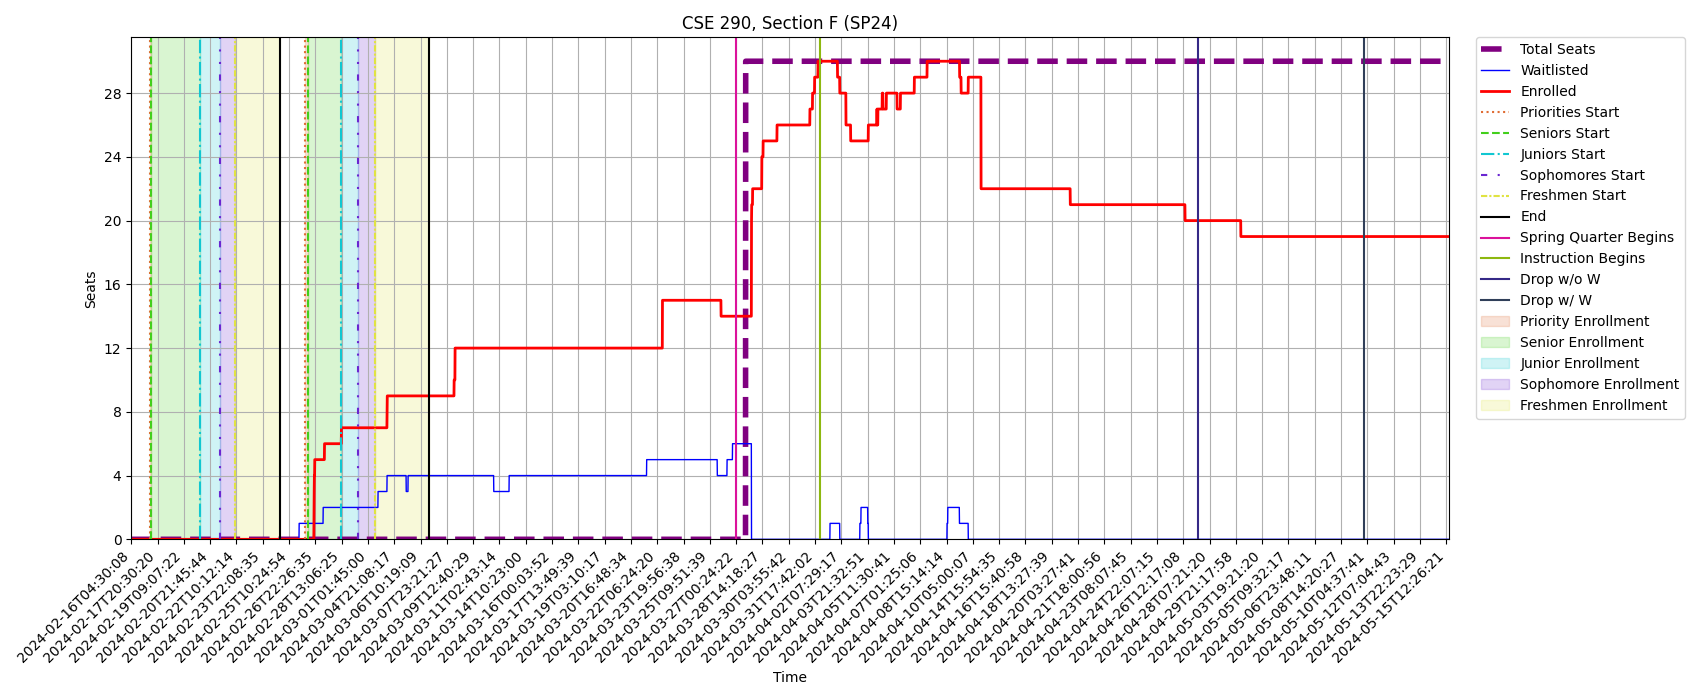 CSE 290, Section F (SP24)
Seats
28
24
20
16
12
8
4
0
2024-02-16T04:30:08
2024-02-17T20:30:20
2024-02-19T09:07:22
2024-02-20T21:45:44
2024-02-22T10:12:14
2024-02-23T22:08:35
2024-02-25T10:24:54
2024-02-26T22:26:35
2024-02-28T13:06:25
2024-03-01T01:45:00
2024-03-04T21:08:17
2024-03-06T10:19:09
2024-03-07T23:21:27
2024-03-09T12:40:29
2024-03-11T02:43:14
2024-03-14T10:23:00
2024-03-16T00:03:52
2024-03-17T13:49:39
2024-03-19T03:10:17
2024-03-20T16:48:34
2024-03-22T06:24:20
2024-03-23T19:56:38
2024-03-25T09:51:39
2024-03-27T00:24:22
2024-03-28T14:18:27
2024-03-30T03:55:42
2024-03-31T17:42:02
2024-04-02T07:29:17
2024-04-03T21:32:51
2024-04-05T11:30:41
2024-04-07T01:25:06
2024-04-08T15:14:14
2024-04-10T05:00:07
2024-04-14T15:54:35
2024-04-16T15:40:58
2024-04-18T13:27:39
2024-04-20T03:27:41
2024-04-21T18:00:56
2024-04-23T08:07:45
2024-04-24T22:07:15
2024-04-26T12:17:08
2024-04-28T07:21:20
2024-04-29T21:17:58
2024-05-03T19:21:20
2024-05-05T09:32:17
2024-05-06T23:48:11
2024-05-08T14:20:27
2024-05-10T04:37:41
2024-05-12T07:04:43
2024-05-13T22:23:29
2024-05-15T12:26:21
Time
Total Seats
Waitlisted
Enrolled
Priorities Start
Seniors Start
Juniors Start
Sophomores Start
Freshmen Start
End
Spring Quarter Begins
Instruction Begins
Drop w/o W
Drop w/ W
Priority Enrollment
Senior Enrollment
Junior Enrollment
Sophomore Enrollment
Freshmen Enrollment